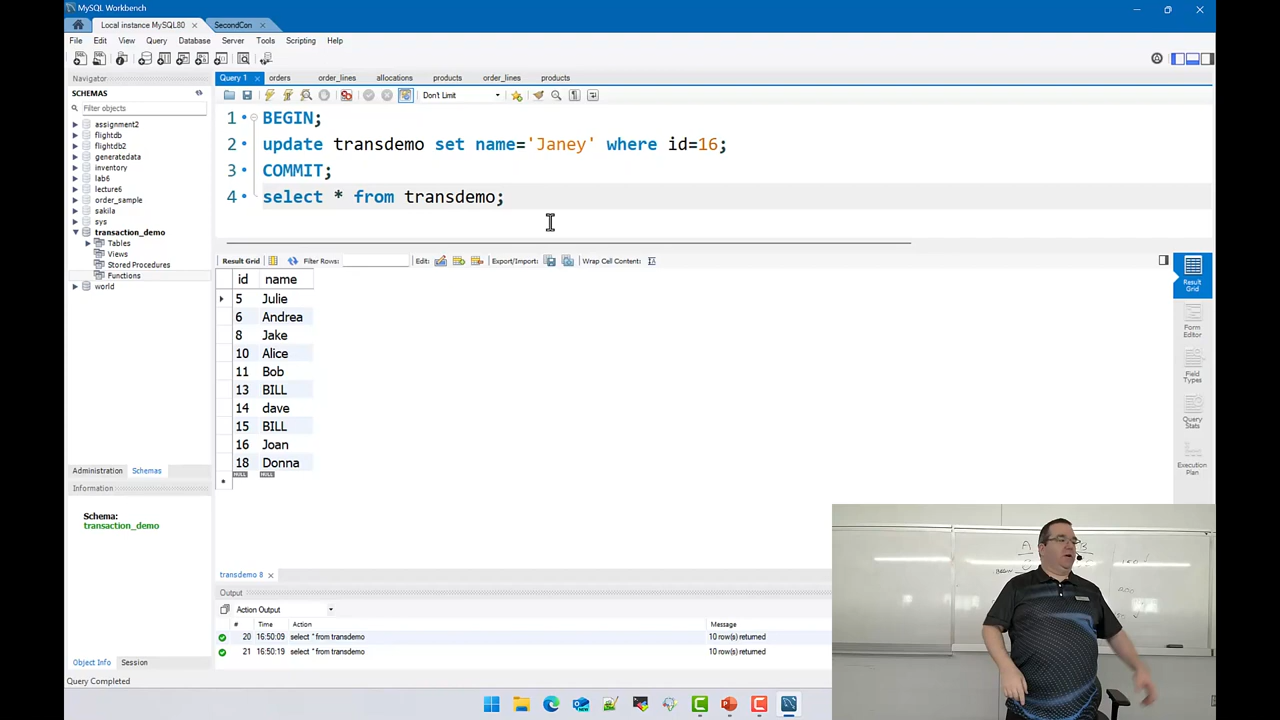 MySQL Workbench
Local instance MySQL80
SecondCon
File Edit View Query Database Server Tools Scripting Help
Navigator
SCHEMAS
Filter objects
assignment2
flightdb
flightdb2
generatedata
inventory
lab6
lecture6
order_sample
sakila
sys
transaction_demo
Tables
Views
Stored Procedures
Functions
world
Administration Schemas
Information
Schema:
transaction_demo
Object Info Session
Query Completed
Query 1 orders order_lines allocations products order_lines products
Don't Limit
1 BEGIN;
2 update transdemo set name='Janey' where id=16;
3 COMMIT;
4 select * from transdemo;
Result Grid Filter Rows: Edit: Export/Import: Wrap Cell Content:
id name
5 Julie
6 Andrea
8 Jake
10 Alice
11 Bob
13 BILL
14 dave
15 BILL
16 Joan
18 Donna
NULL NULL
Result Grid
Form Editor
Field Types
Query Stats
Execution Plan
transdemo 8
Output
Action Output
# Time Action Message
20 16:50:09 select * from transdemo 10 row(s) returned
21 16:50:19 select * from transdemo 10 row(s) returned